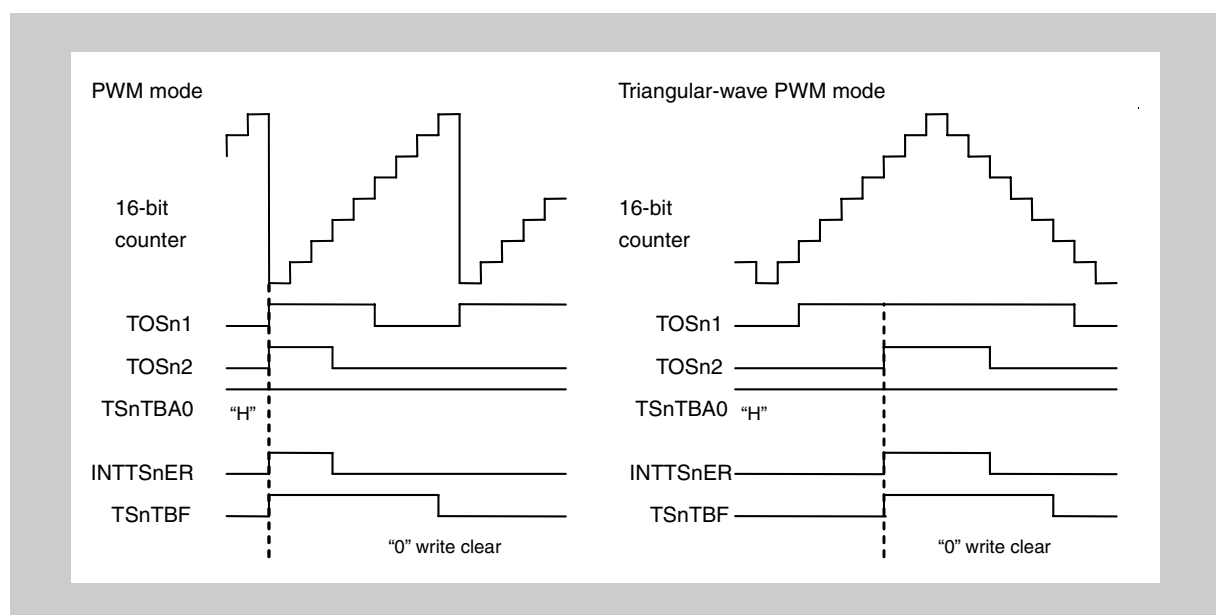 PWM mode
16-bit
counter
TOSn1
TOSn2
TSnTBA0 “H”
INTTSnER
TSnTBF
“0” write clear
Triangular-wave PWM mode
16-bit
counter
TOSn1
TOSn2
TSnTBA0 “H”
INTTSnER
TSnTBF
“0” write clear